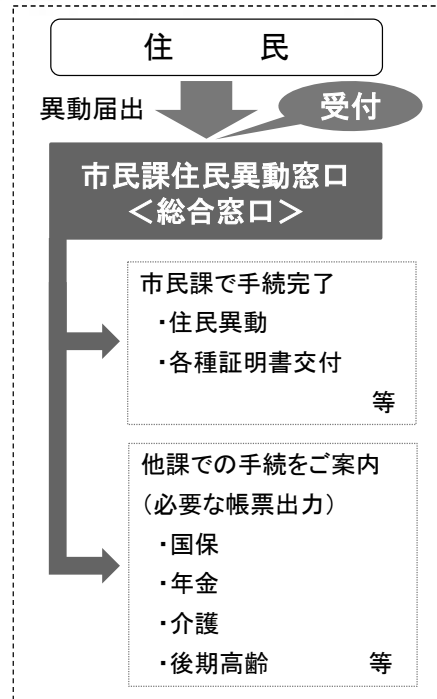 住　　民
異動届出
受付
市民課住民異動窓口
＜総合窓口＞
市民課で手続完了
・住民異動
・各種証明書交付
等
他課での手続をご案内
（必要な帳票出力）
・国保
・年金
・介護
・後期高齢　　　等